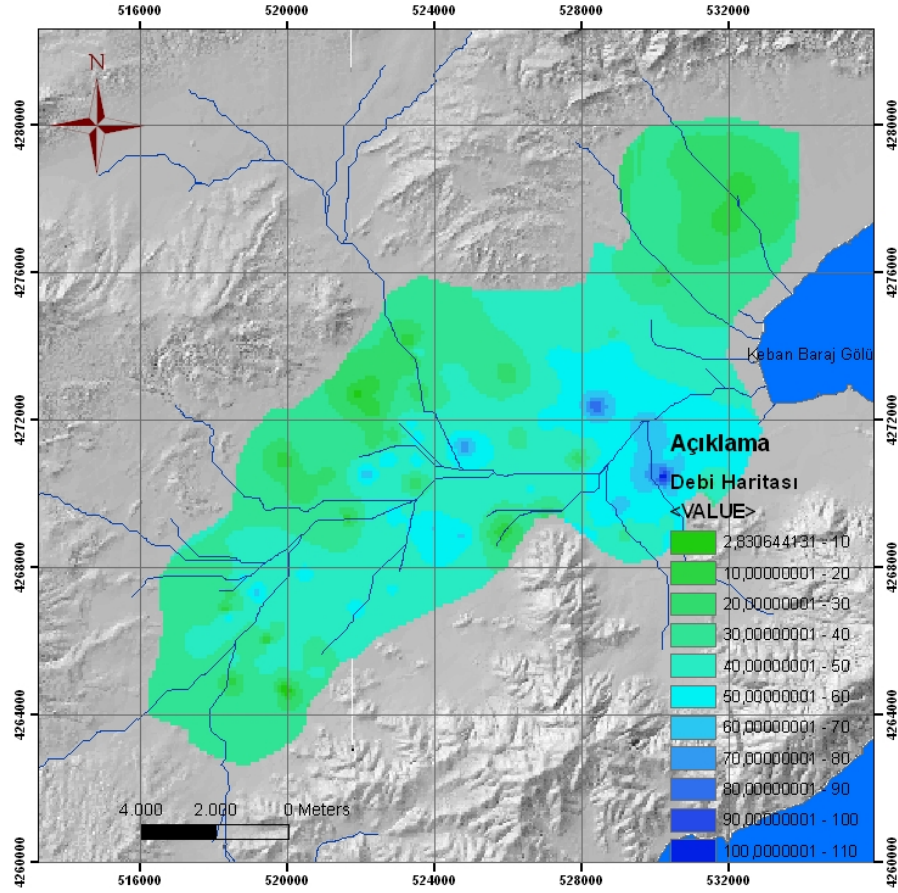 516000 520000 524000 528000 532000
N
4280000 4280000
4276000 4276000
Keban Baraj Gölü
4272000 4272000
Açıklama
Debi Haritası
<VALUE>
2,830644131 - 10
4268000 4268000
10,00000001 - 20
20,00000001 - 30
30,00000001 - 40
40,00000001 - 50
50,00000001 - 60
4264000 4264000
60,00000001 - 70
70,00000001 - 80
80,00000001 - 90
4.000 2.000 0 Meters
90,00000001 - 100
100,0000001 - 110
4260000 4260000
516000 520000 524000 528000 532000